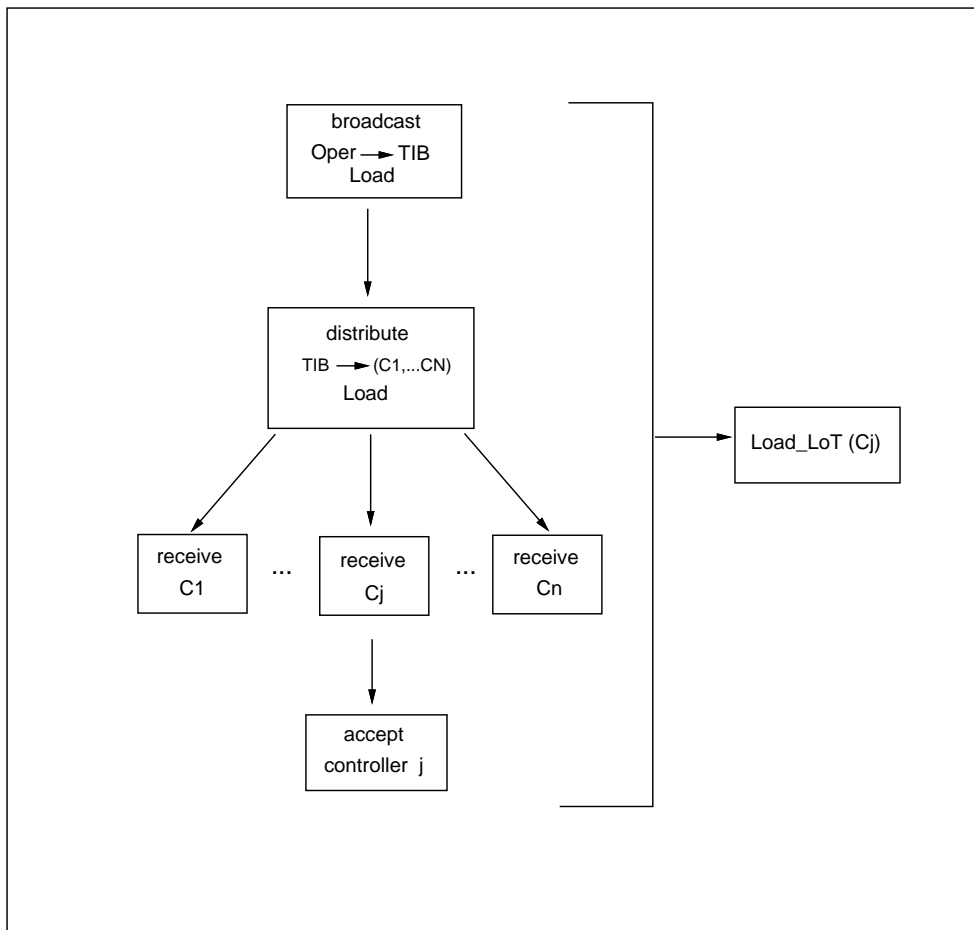 broadcast
Oper TIB
Load
distribute
TIB (C1,...CN)
Load
Load_LoT (Cj)
receive
C1
...
receive
Cj
...
receive
Cn
accept
controller j